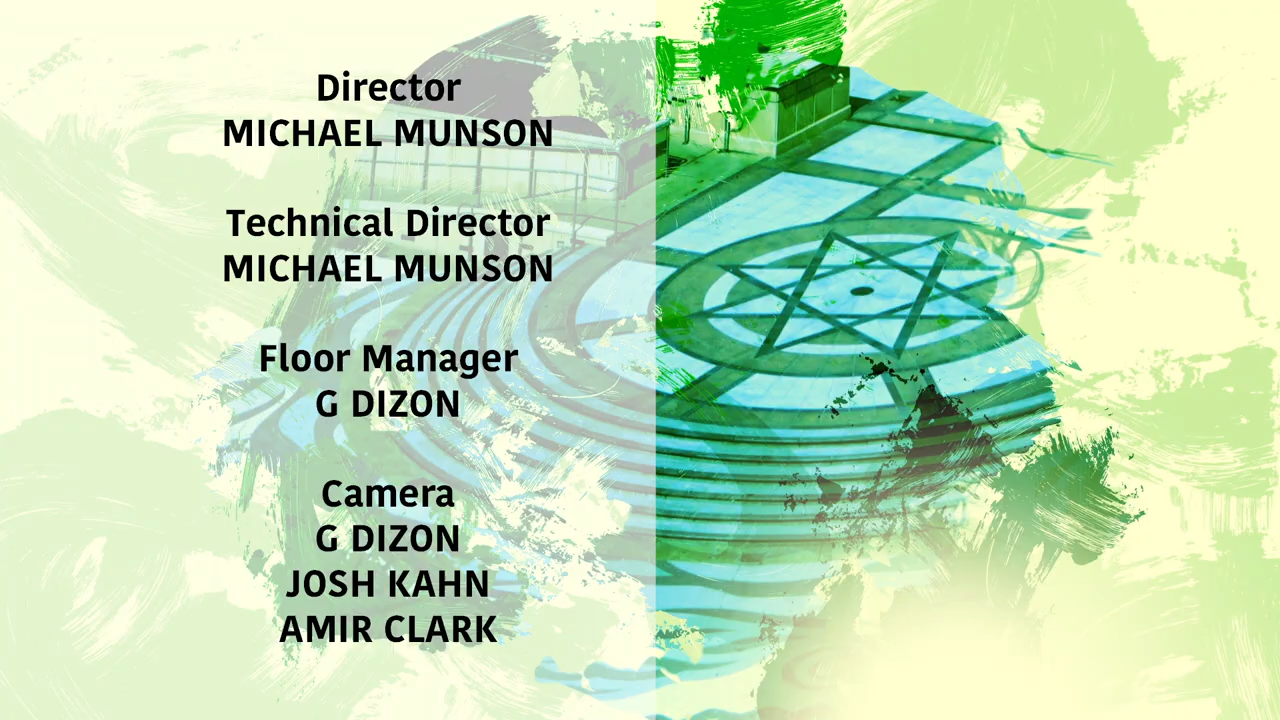 Director
MICHAEL MUNSON
Technical Director
MICHAEL MUNSON
Floor Manager
G DIZON
Camera
G DIZON
JOSH KAHN
AMIR CLARK